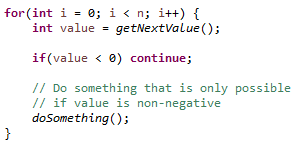 for(int i = 0; i < n; i++) {
    int value = getNextValue();

    if(value < 0) continue;

    // Do something that is only possible
    // if value is non-negative
    doSomething();
}